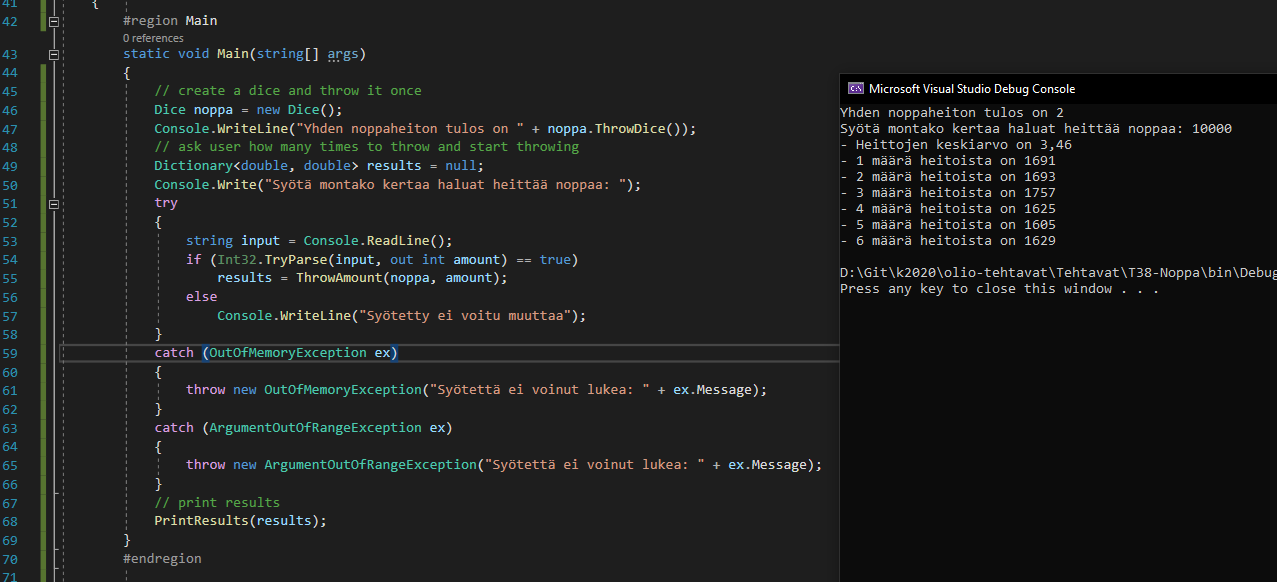 41 {
42 #region Main
0 references
43 static void Main(string[] args)
44 {
45 // create a dice and throw it once
46 Dice noppa = new Dice();
47 Console.WriteLine("Yhden noppaheiton tulos on " + noppa.ThrowDice());
48 // ask user how many times to throw and start throwing
49 Dictionary<double, double> results = null;
50 Console.Write("Syötä montako kertaa haluat heittää noppaa: ");
51 try
52 {
53 string input = Console.ReadLine();
54 if (Int32.TryParse(input, out int amount) == true)
55 results = ThrowAmount(noppa, amount);
56 else
57 Console.WriteLine("Syötetty ei voitu muuttaa");
58 }
59 catch (OutOfMemoryException ex)
60 {
61 throw new OutOfMemoryException("Syötettä ei voinut lukea: " + ex.Message);
62 }
63 catch (ArgumentOutOfRangeException ex)
64 {
65 throw new ArgumentOutOfRangeException("Syötettä ei voinut lukea: " + ex.Message);
66 }
67 // print results
68 PrintResults(results);
69 }
70 #endregion
71
Microsoft Visual Studio Debug Console
Yhden noppaheiton tulos on 2
Syötä montako kertaa haluat heittää noppaa: 10000
- Heittojen keskiarvo on 3,46
- 1 määrä heitoista on 1691
- 2 määrä heitoista on 1693
- 3 määrä heitoista on 1757
- 4 määrä heitoista on 1625
- 5 määrä heitoista on 1605
- 6 määrä heitoista on 1629
D:\Git\k2020\olio-tehtavat\Tehtavat\T38-Noppa\bin\Debug
Press any key to close this window . . .